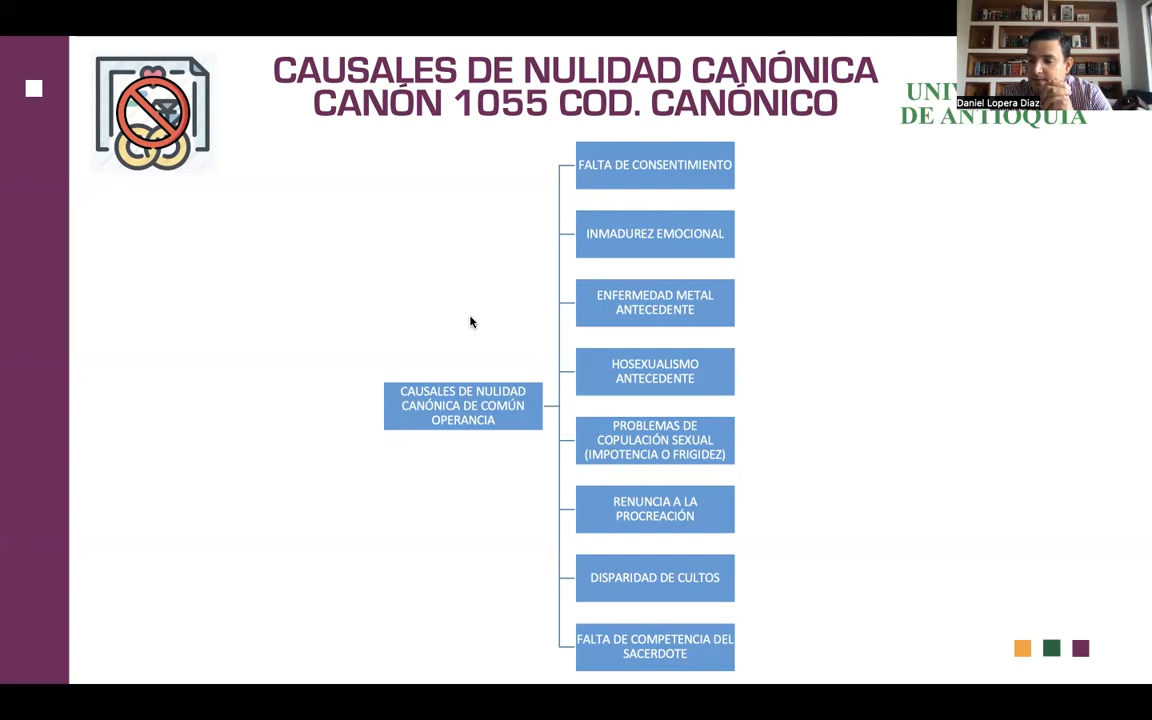 CAUSALES DE NULIDAD CANÓNICA
CANÓN 1055 COD. CANÓNICO
DE ANTIOQUIA
Daniel Lopera Diaz
FALTA DE CONSENTIMIENTO
INMADUREZ EMOCIONAL
ENFERMEDAD METAL
ANTECEDENTE
HOSEXUALISMO
ANTECEDENTE
CAUSALES DE NULIDAD
CANÓNICA DE COMÚN
OPERANCIA
PROBLEMAS DE
COPULACIÓN SEXUAL
(IMPOTENCIA O FRIGIDEZ)
RENUNCIA A LA
PROCREACIÓN
DISPARIDAD DE CULTOS
FALTA DE COMPETENCIA DEL
SACERDOTE